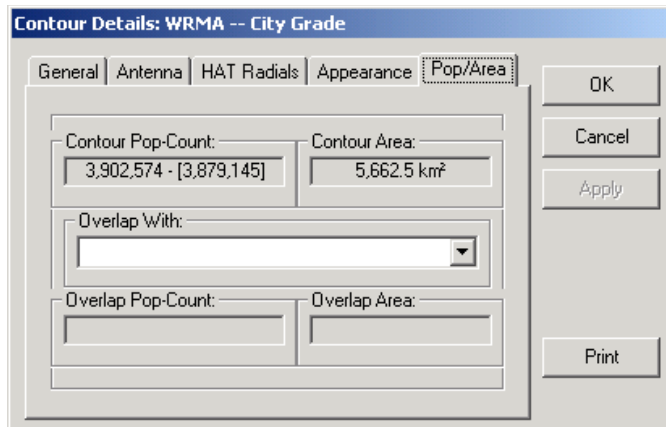 Contour Details: WRMA -- City Grade
General Antenna HAT Radials Appearance Pop/Area
OK
Cancel
Apply
Contour Pop-Count: Contour Area:
3,902,574 - [3,879,145] 5,662.5 km²
Overlap With:
Overlap Pop-Count: Overlap Area:
Print